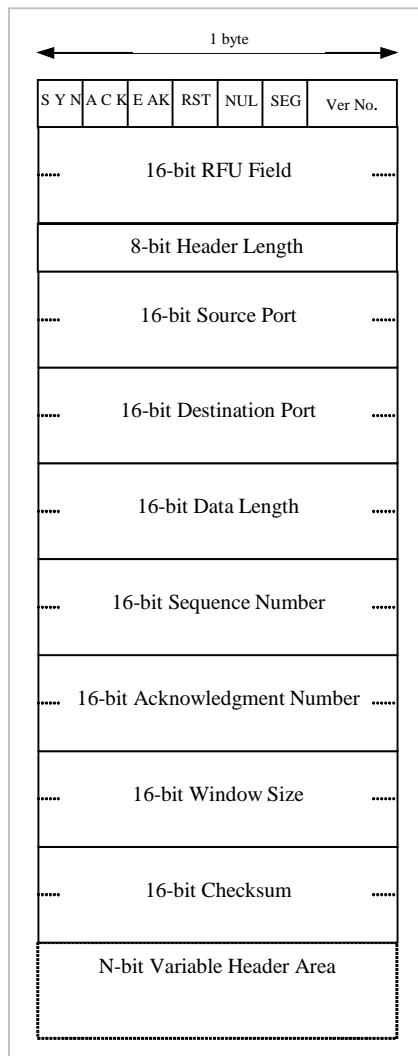 1 byte
S Y N A C K E AK RST NUL SEG Ver No.
16-bit RFU Field
8-bit Header Length
16-bit Source Port
16-bit Destination Port
16-bit Data Length
16-bit Sequence Number
16-bit Acknowledgment Number
16-bit Window Size
16-bit Checksum
N-bit Variable Header Area